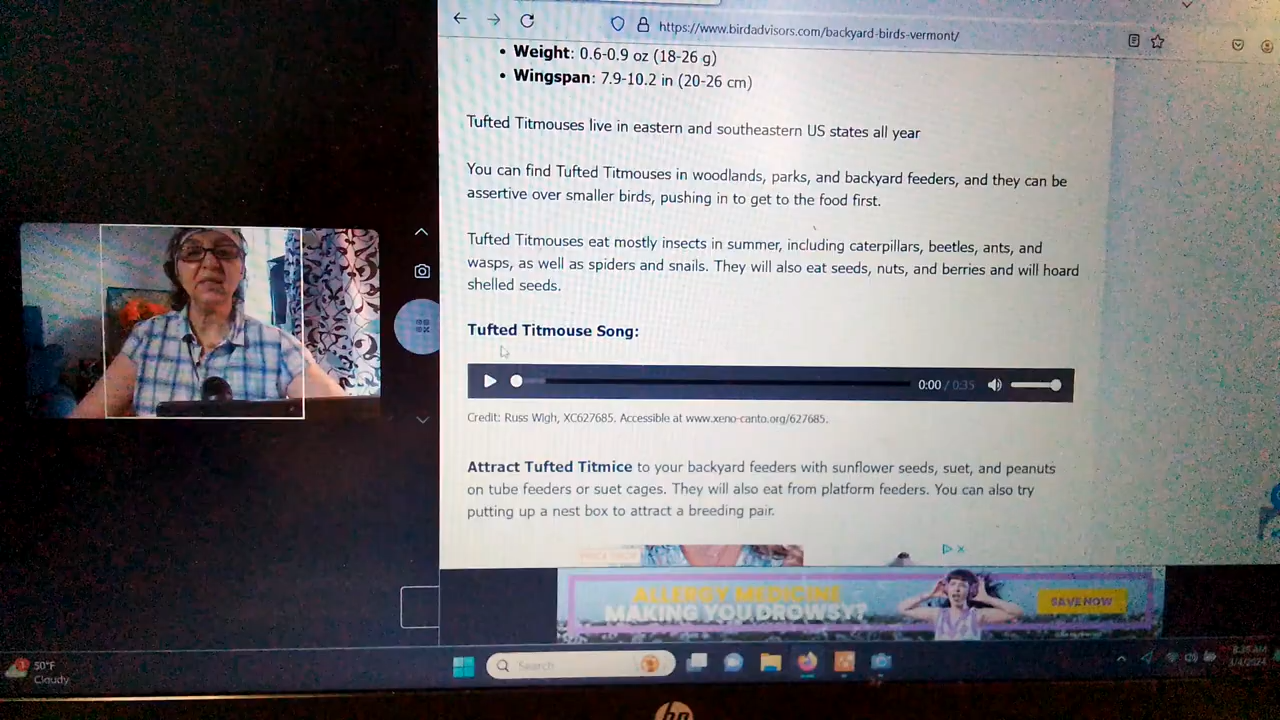 https://www.birdadvisors.com/backyard-birds-vermont/
• Weight: 0.6-0.9 oz (18-26 g)
• Wingspan: 7.9-10.2 in (20-26 cm)
Tufted Titmouses live in eastern and southeastern US states all year
You can find Tufted Titmouses in woodlands, parks, and backyard feeders, and they can be
assertive over smaller birds, pushing in to get to the food first.
Tufted Titmouses eat mostly insects in summer, including caterpillars, beetles, ants, and
wasps, as well as spiders and snails. They will also eat seeds, nuts, and berries and will hoard
shelled seeds.
Tufted Titmouse Song:
0:00 / 0:35
Credit: Russ Wigh, XC627685. Accessible at www.xeno-canto.org/627685.
Attract Tufted Titmice to your backyard feeders with sunflower seeds, suet, and peanuts
on tube feeders or suet cages. They will also eat from platform feeders. You can also try
putting up a nest box to attract a breeding pair.
ALLERGY MEDICINE
MAKING YOU DROWSY?
SAVE NOW
1
50°F
Cloudy
Search
8:25 AM
3/4/2024
hp